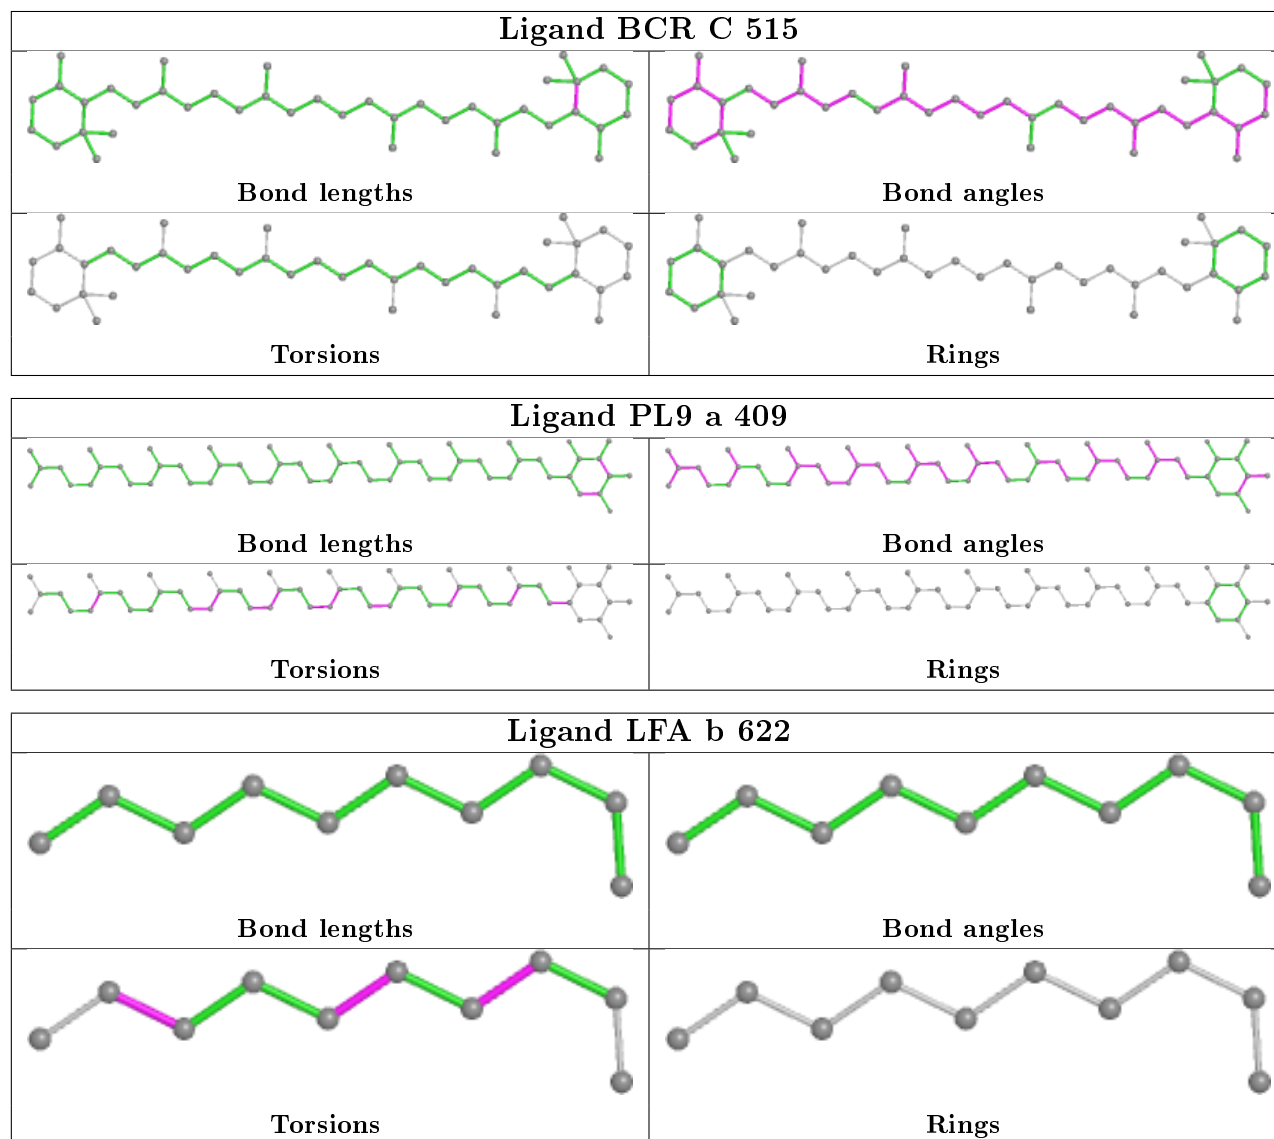 Ligand BCR C 515
Bond lengths
Bond angles
Torsions
Rings
Ligand PL9 a 409
Bond lengths
Bond angles
Torsions
Rings
Ligand LFA b 622
Bond lengths
Bond angles
Torsions
Rings